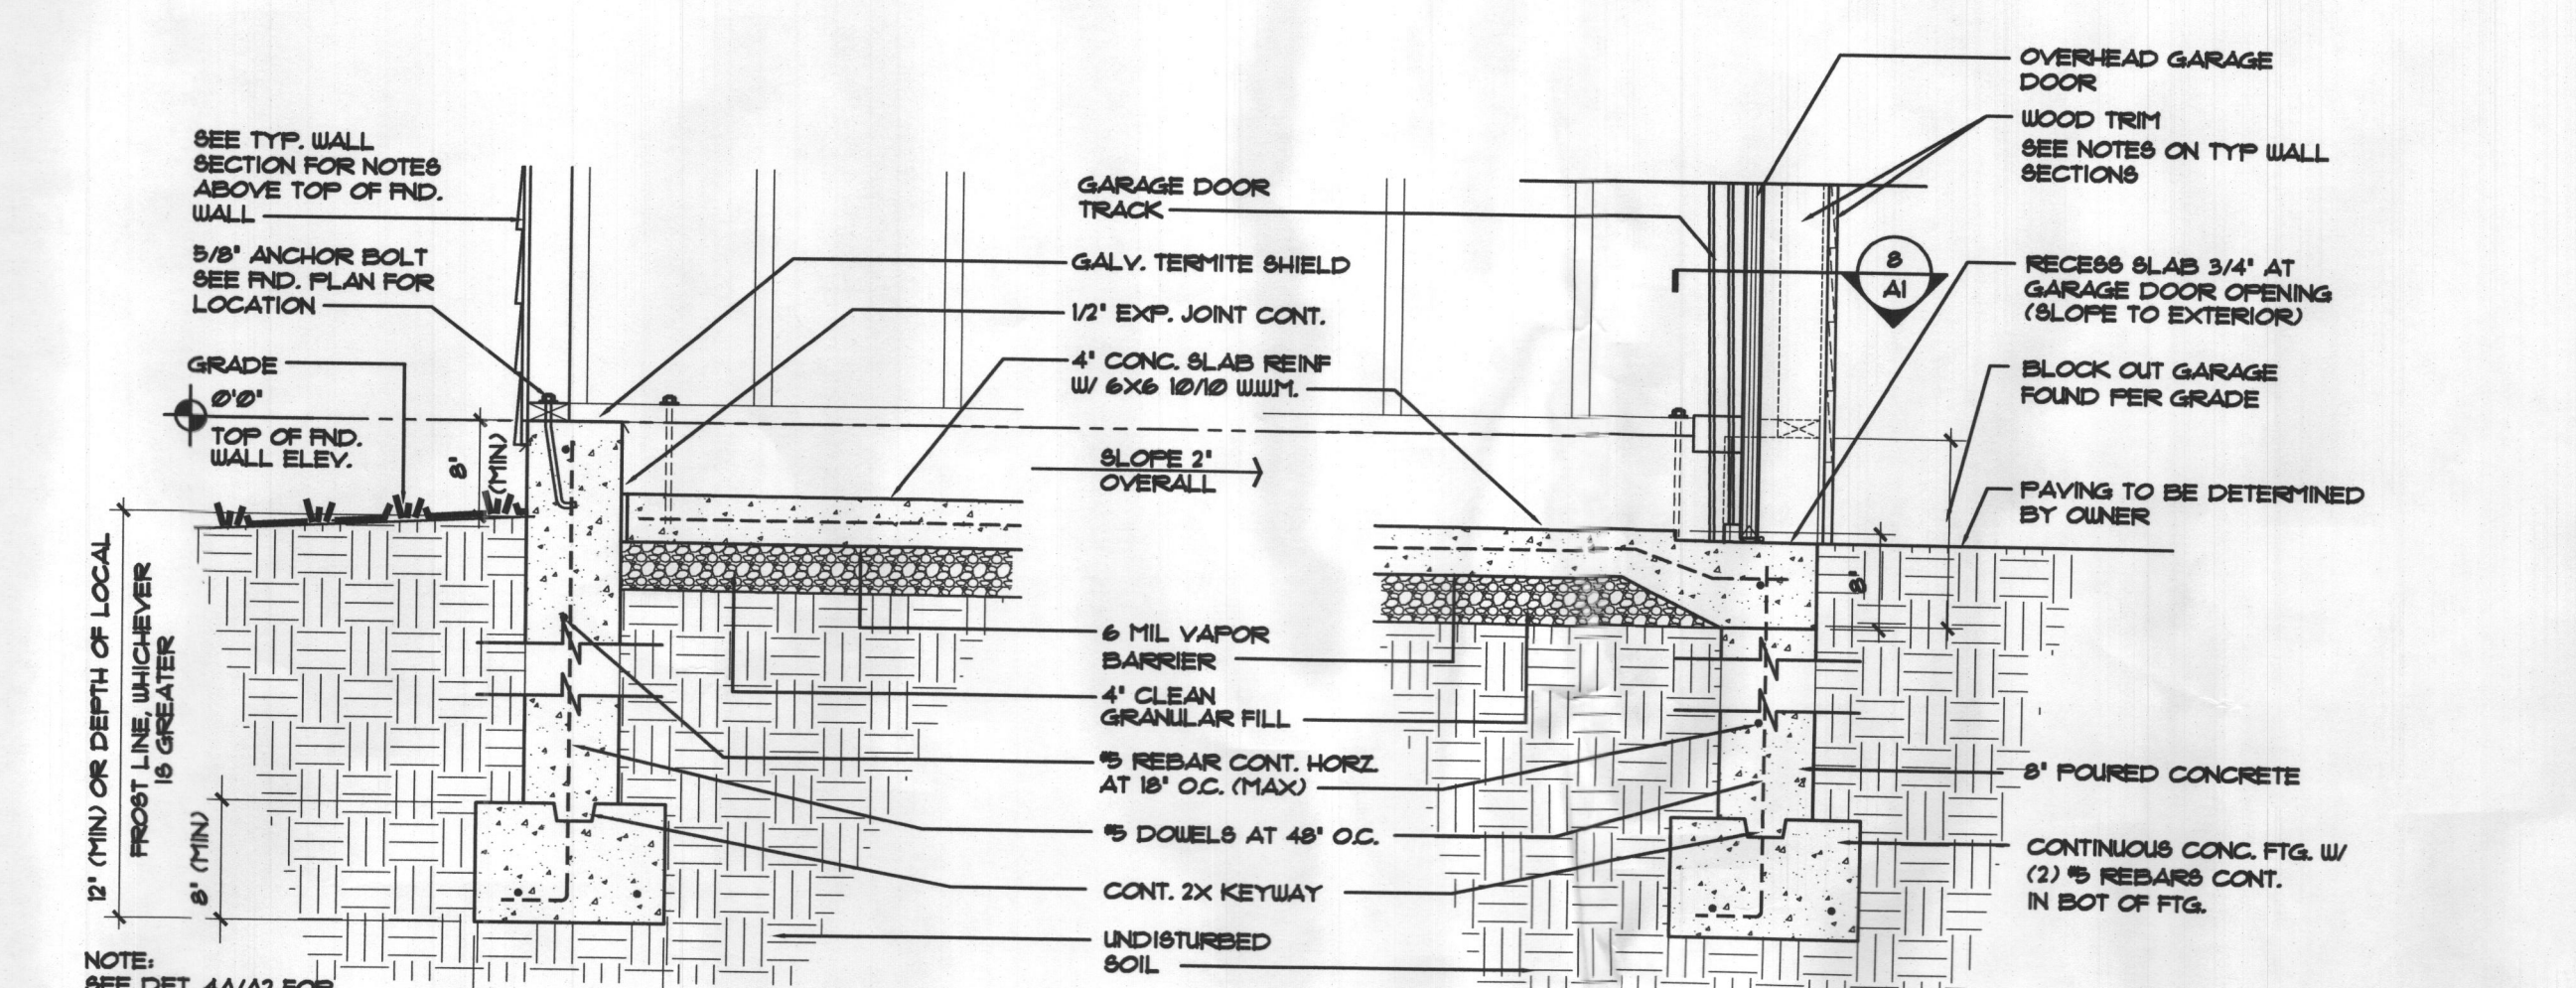 SEE TYP. WALL
SECTION FOR NOTES
ABOVE TOP OF FND.
WALL
5/8" ANCHOR BOLT
SEE FND. PLAN FOR
LOCATION
GRADE
0'0"
TOP OF FND.
WALL ELEV.
8"
(MIN)
12" (MIN) OR DEPTH OF LOCAL
FROST LINE, WHICHEVER
IS GREATER
8" (MIN)
NOTE:
SEE DET. 4A/A2 FOR
GARAGE DOOR
TRACK
GALV. TERMITE SHIELD
1/2" EXP. JOINT CONT.
4" CONC. SLAB REINF
W/ 6X6 10/10 W.W.M.
SLOPE 2"
OVERALL
6 MIL VAPOR
BARRIER
4" CLEAN
GRANULAR FILL
#5 REBAR CONT. HORZ.
AT 18" O.C. (MAX)
#5 DOWELS AT 48" O.C.
CONT. 2X KEYWAY
UNDISTURBED
SOIL
OVERHEAD GARAGE
DOOR
WOOD TRIM
SEE NOTES ON TYP WALL
SECTIONS
8
A1
RECESS SLAB 3/4" AT
GARAGE DOOR OPENING
(SLOPE TO EXTERIOR)
BLOCK OUT GARAGE
FOUND PER GRADE
PAVING TO BE DETERMINED
BY OWNER
8"
8" POURED CONCRETE
CONTINUOUS CONC. FTG. W/
(2) #5 REBARS CONT.
IN BOT OF FTG.